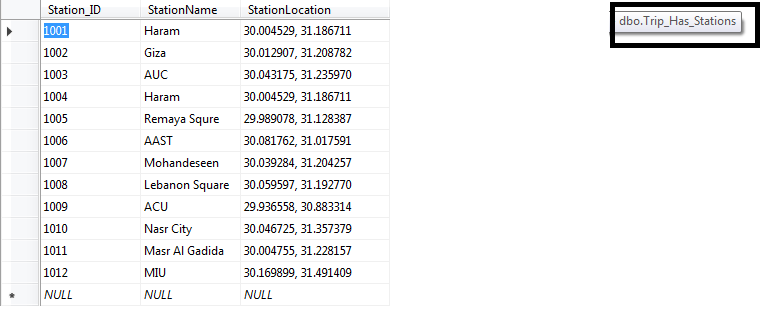 Station_ID StationName StationLocation
dbo.Trip_Has_Stations
1001 Haram 30.004529, 31.186711
1002 Giza 30.012907, 31.208782
1003 AUC 30.043175, 31.235970
1004 Haram 30.004529, 31.186711
1005 Remaya Squre 29.989078, 31.128387
1006 AAST 30.081762, 31.017591
1007 Mohandeseen 30.039284, 31.204257
1008 Lebanon Square 30.059597, 31.192770
1009 ACU 29.936558, 30.883314
1010 Nasr City 30.046725, 31.357379
1011 Masr Al Gadida 30.004755, 31.228157
1012 MIU 30.169899, 31.491409
NULL NULL NULL